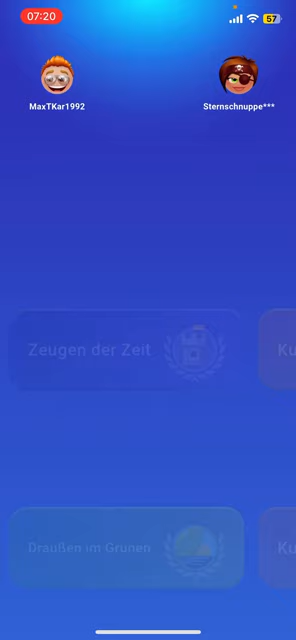 07:20
57
MaxTKar1992
Sternschnuppe***
Zeugen der Zeit
Ku
Draußen im Grünen
Ku